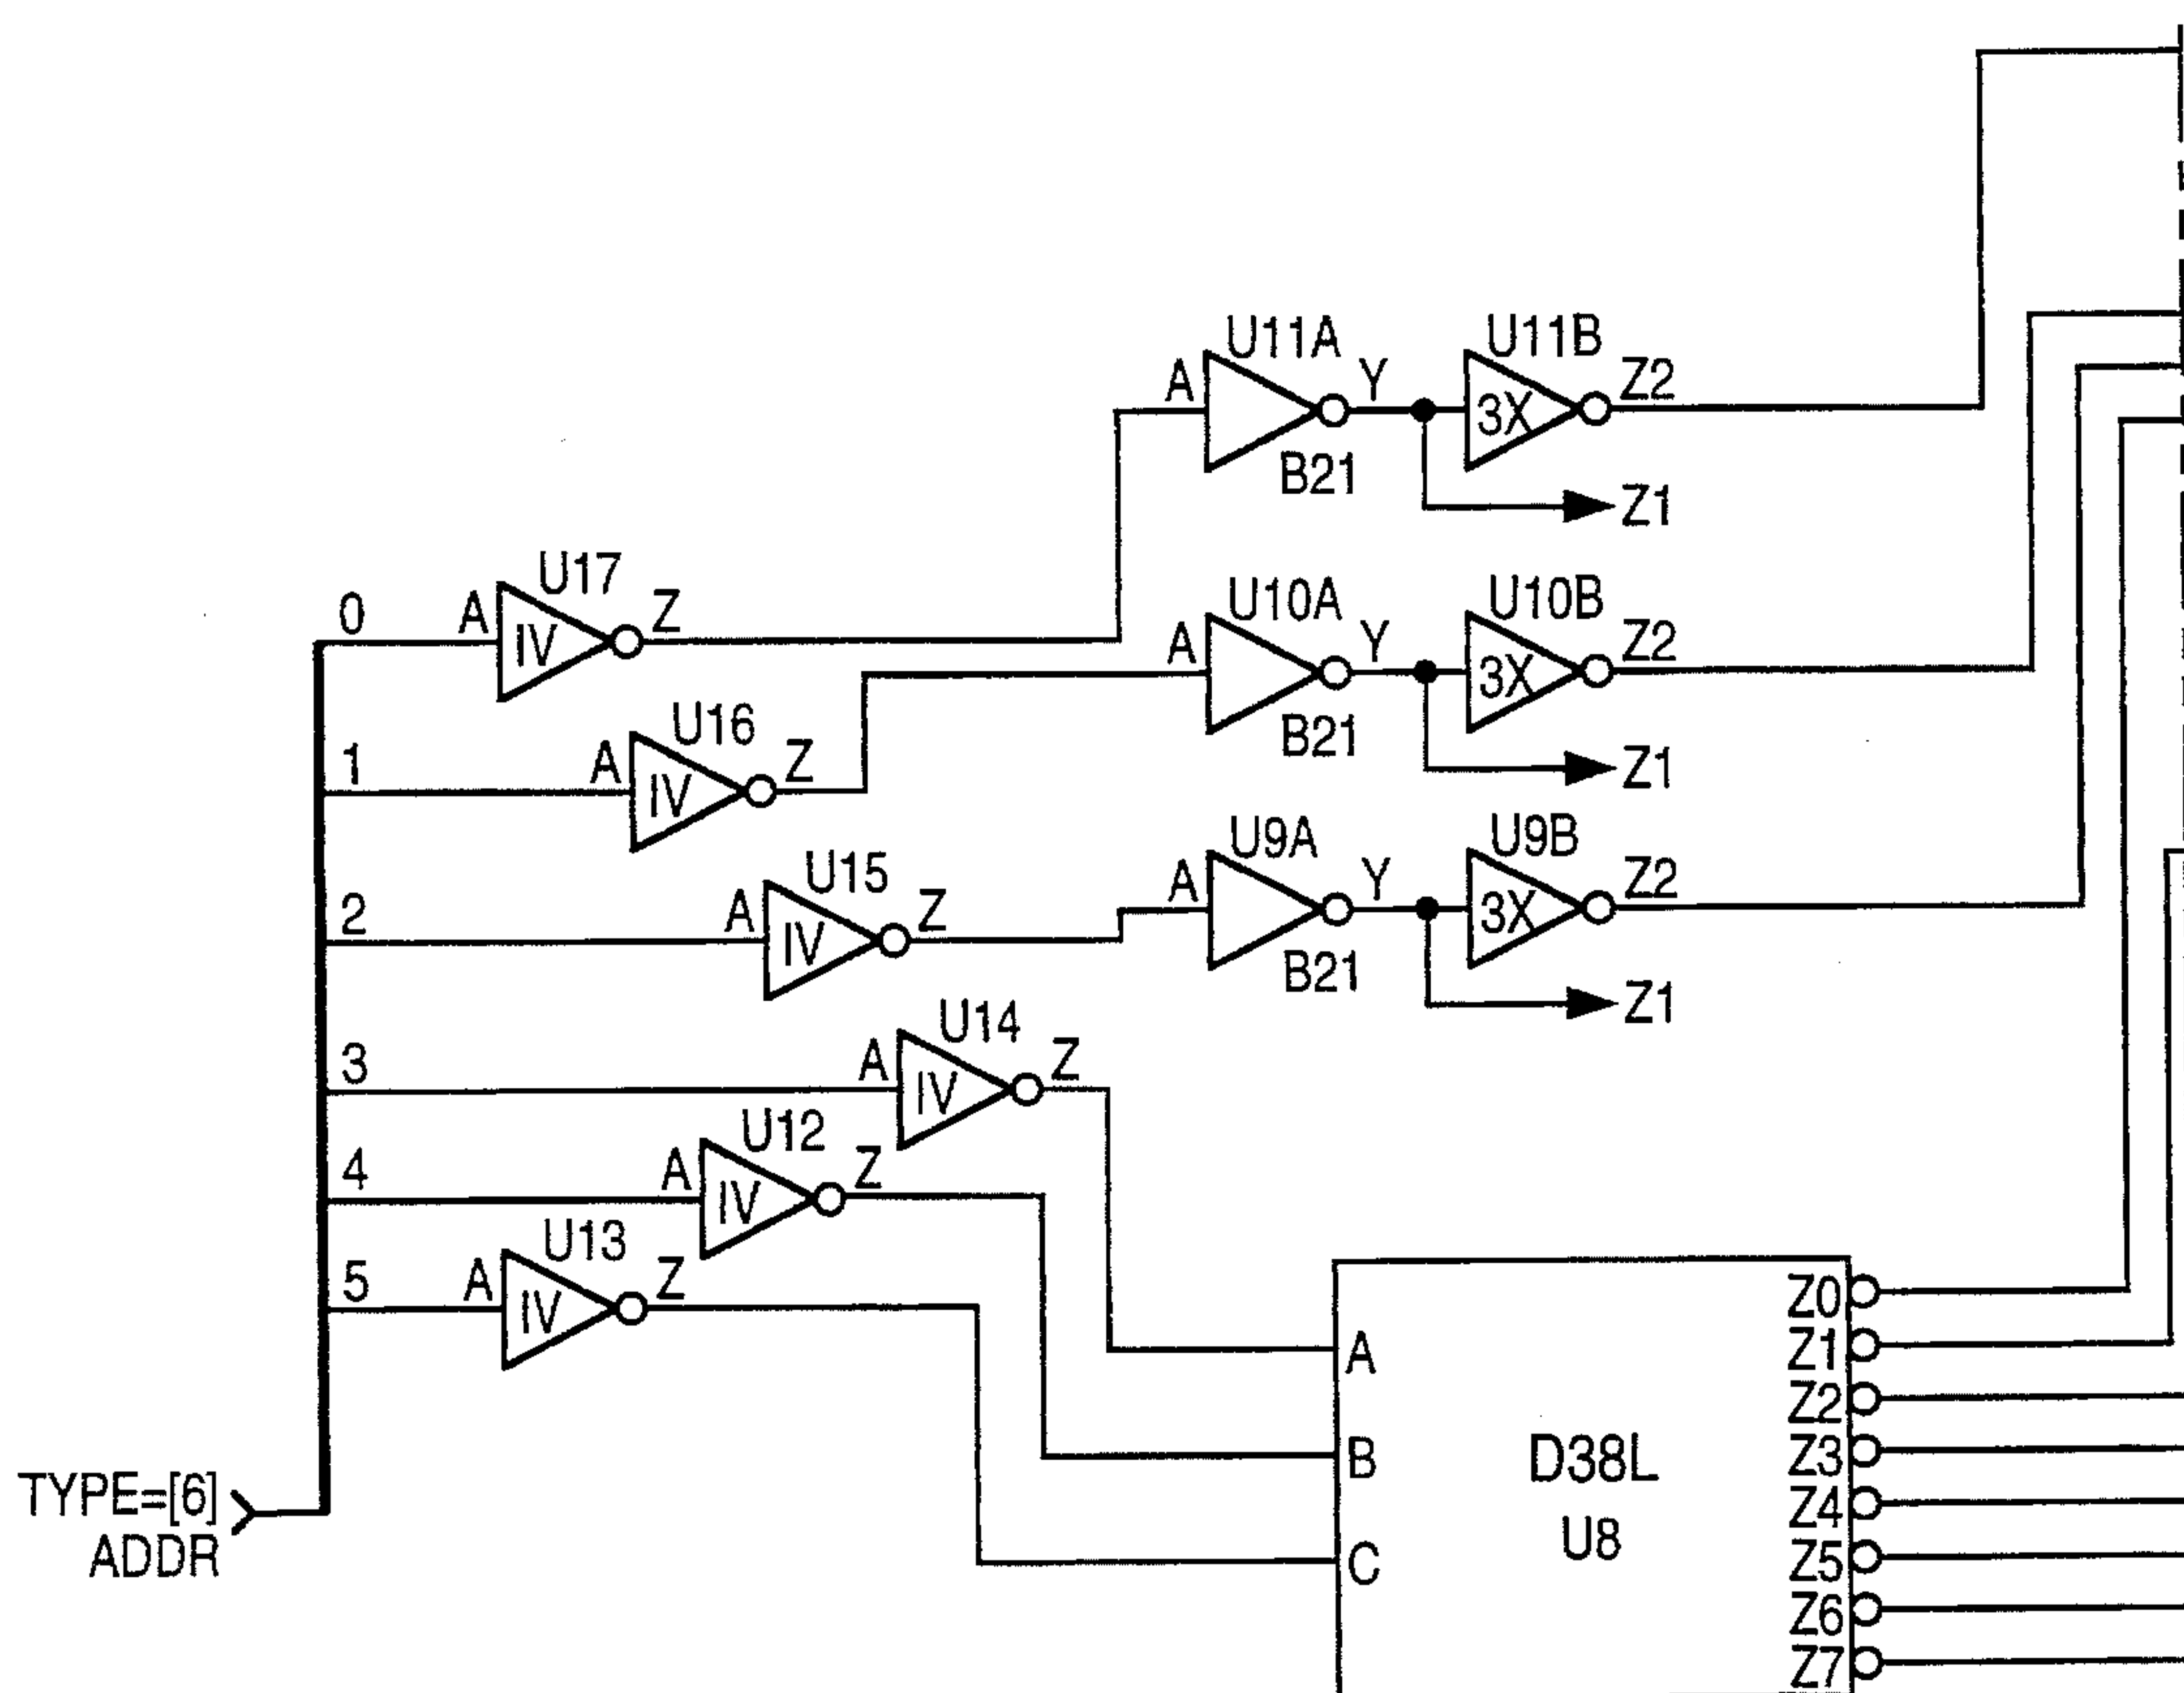 U11A
U11B
A
Y
3X
Z2
B21
Z1
U17
0
A
IV
Z
U10A
U10B
A
Y
3X
Z2
B21
Z1
U16
1
A
IV
Z
U9A
U9B
A
Y
3X
Z2
B21
Z1
U15
2
A
IV
Z
U14
3
A
IV
Z
U12
4
A
IV
Z
U13
5
A
IV
Z
TYPE=[6]
ADDR
A
B
C
D38L
U8
Z0
Z1
Z2
Z3
Z4
Z5
Z6
Z7